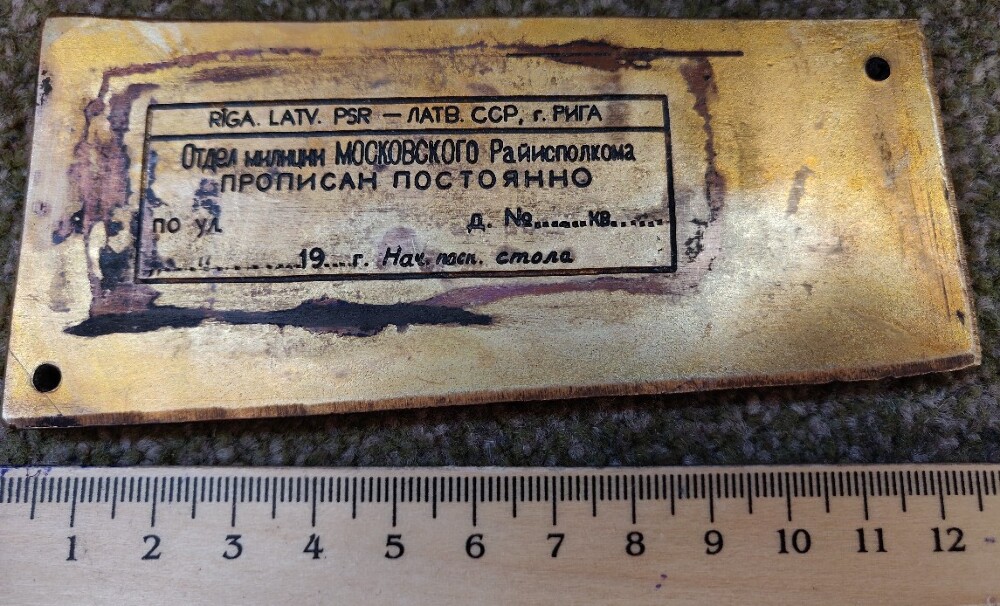 RĪGA. LATV. PSR — ЛАТВ. ССР, г. РИГА
Отдел милиции МОСКОВСКОГО Райисполкома
ПРОПИСАН ПОСТОЯННО
по ул. д. №......кв......
"............19....г. Нач. пасп. стола
1 2 3 4 5 6 7 8 9 10 11 12